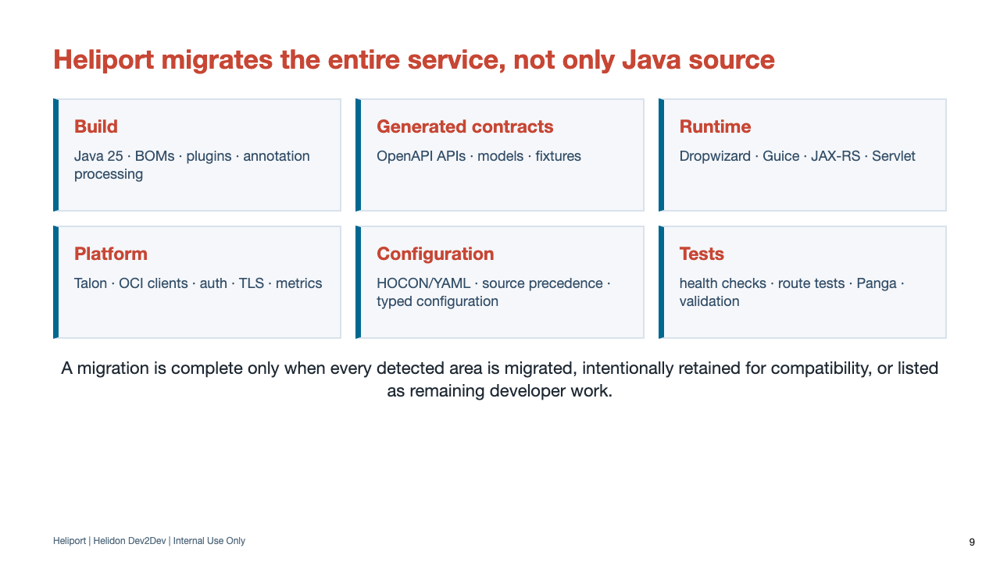 Heliport migrates the entire service, not only Java source
Build
Java 25 · BOMs · plugins · annotation
processing
Generated contracts
OpenAPI APIs · models · fixtures
Runtime
Dropwizard · Guice · JAX-RS · Servlet
Platform
Talon · OCI clients · auth · TLS · metrics
Configuration
HOCON/YAML · source precedence ·
typed configuration
Tests
health checks · route tests · Panga ·
validation
A migration is complete only when every detected area is migrated, intentionally retained for compatibility, or listed
as remaining developer work.
Heliport | Helidon Dev2Dev | Internal Use Only
9